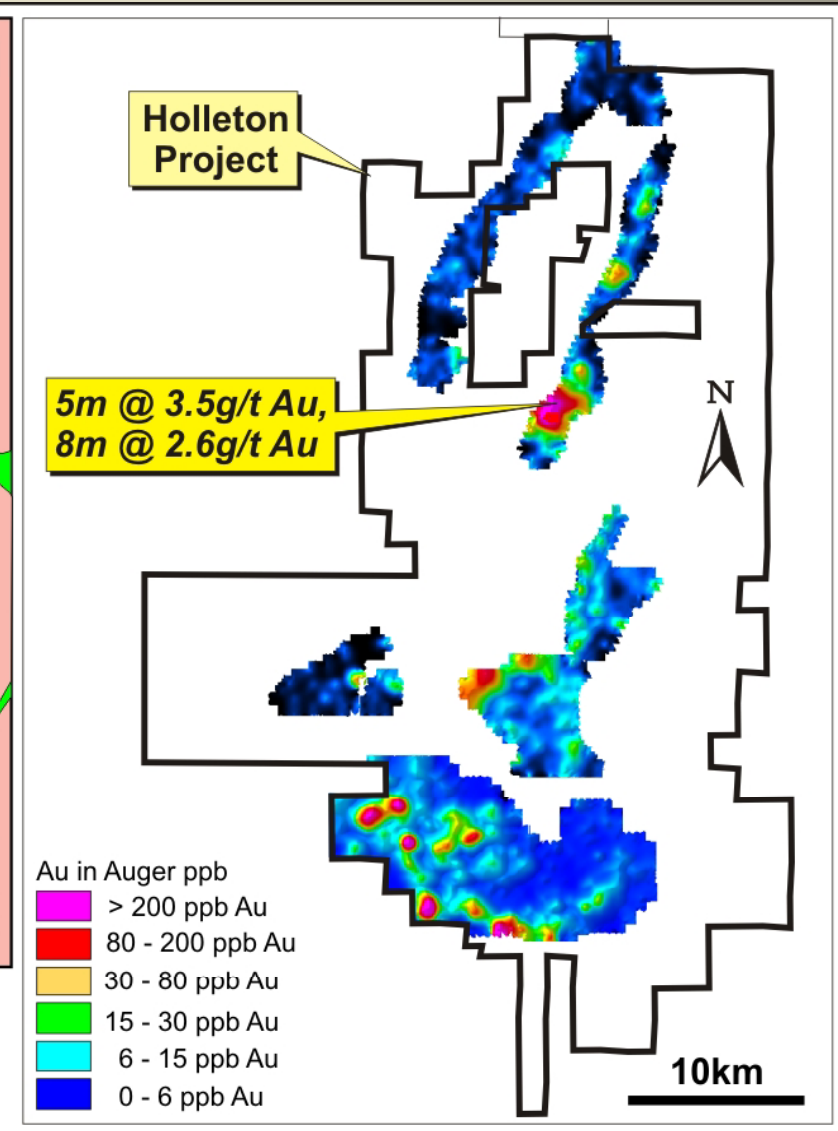 Holleton
Project
5m @ 3.5g/t Au,
8m @ 2.6g/t Au
N
Au in Auger ppb
> 200 ppb Au
80 - 200 ppb Au
30 - 80 ppb Au
15 - 30 ppb Au
6 - 15 ppb Au
0 - 6 ppb Au
10km